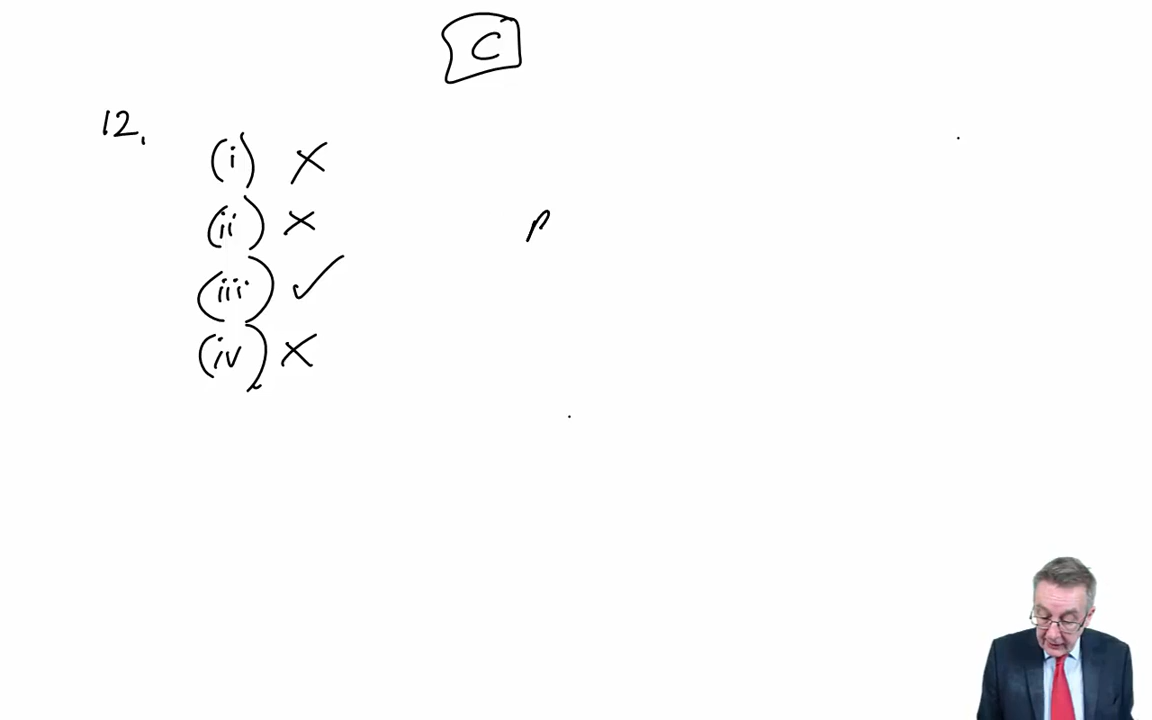 C
12.
(i) ✗
(ii) ✗
(iii) ✓
(iv) ✗